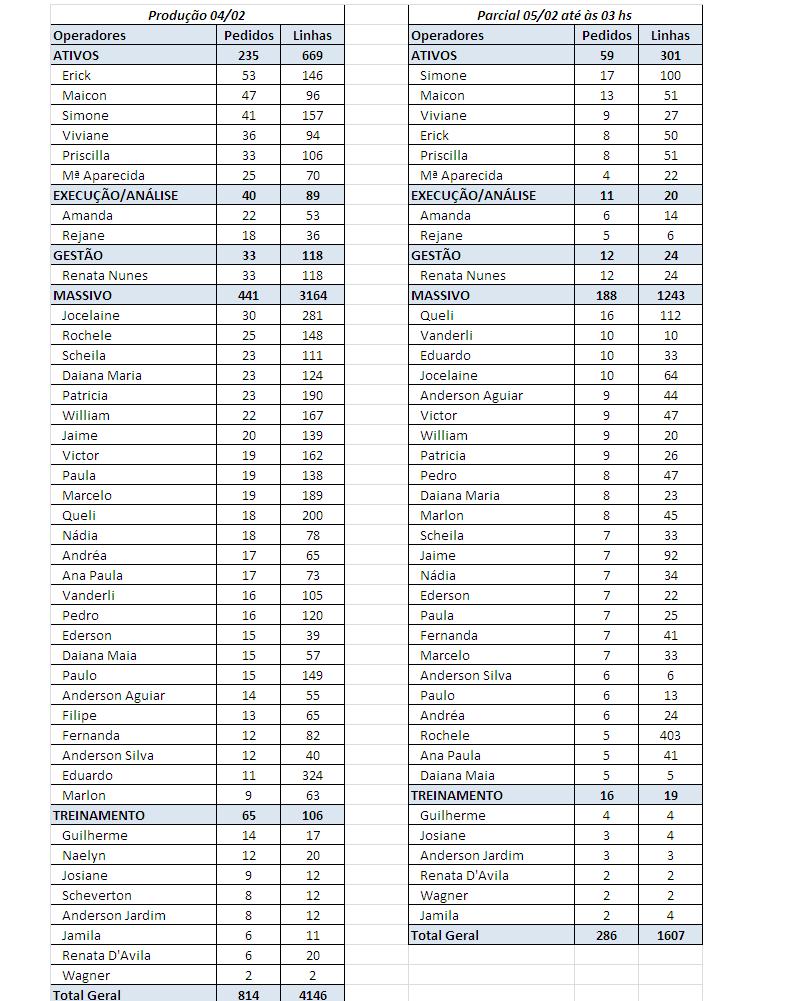 Produção 04/02
Operadores Pedidos Linhas
ATIVOS 235 669
Erick 53 146
Maicon 47 96
Simone 41 157
Viviane 36 94
Priscilla 33 106
Mª Aparecida 25 70
EXECUÇÃO/ANÁLISE 40 89
Amanda 22 53
Rejane 18 36
GESTÃO 33 118
Renata Nunes 33 118
MASSIVO 441 3164
Jocelaine 30 281
Rochele 25 148
Scheila 23 111
Daiana Maria 23 124
Patricia 23 190
William 22 167
Jaime 20 139
Victor 19 162
Paula 19 138
Marcelo 19 189
Queli 18 200
Nádia 18 78
Andréa 17 65
Ana Paula 17 73
Vanderli 16 105
Pedro 16 120
Ederson 15 39
Daiana Maia 15 57
Paulo 15 149
Anderson Aguiar 14 55
Filipe 13 65
Fernanda 12 82
Anderson Silva 12 40
Eduardo 11 324
Marlon 9 63
TREINAMENTO 65 106
Guilherme 14 17
Naelyn 12 20
Josiane 9 12
Scheverton 8 12
Anderson Jardim 8 12
Jamila 6 11
Renata D'Avila 6 20
Wagner 2 2
Total Geral 814 4146
Parcial 05/02 até às 03 hs
Operadores Pedidos Linhas
ATIVOS 59 301
Simone 17 100
Maicon 13 51
Viviane 9 27
Erick 8 50
Priscilla 8 51
Mª Aparecida 4 22
EXECUÇÃO/ANÁLISE 11 20
Amanda 6 14
Rejane 5 6
GESTÃO 12 24
Renata Nunes 12 24
MASSIVO 188 1243
Queli 16 112
Vanderli 10 10
Eduardo 10 33
Jocelaine 10 64
Anderson Aguiar 9 44
Victor 9 47
William 9 20
Patricia 9 26
Pedro 8 47
Daiana Maria 8 23
Marlon 8 45
Scheila 7 33
Jaime 7 92
Nádia 7 34
Ederson 7 22
Paula 7 25
Fernanda 7 41
Marcelo 7 33
Anderson Silva 6 6
Paulo 6 13
Andréa 6 24
Rochele 5 403
Ana Paula 5 41
Daiana Maia 5 5
TREINAMENTO 16 19
Guilherme 4 4
Josiane 3 4
Anderson Jardim 3 3
Renata D'Avila 2 2
Wagner 2 2
Jamila 2 4
Total Geral 286 1607